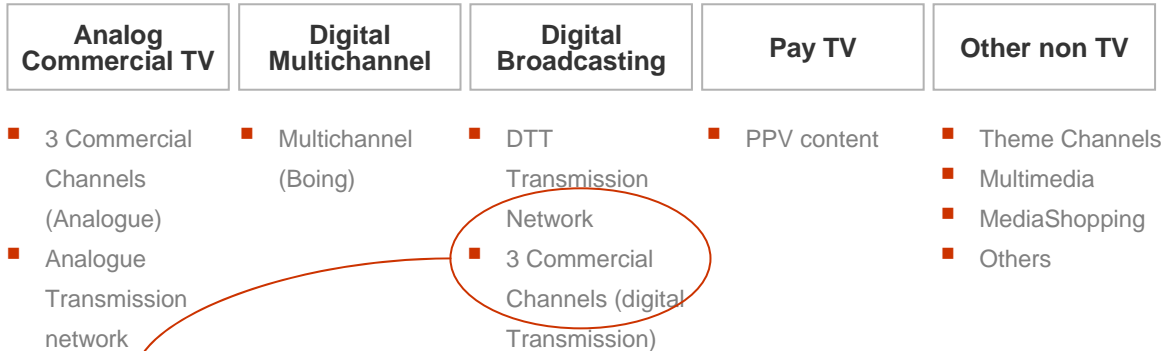 Analog
Commercial TV
Digital
Multichannel
Digital
Broadcasting
Pay TV
Other non TV
3 Commercial
Channels
(Analogue)
Analogue
Transmission
network
Multichannel
(Boing)
DTT
Transmission
Network
3 Commercial
Channels (digital
Transmission)
PPV content
Theme Channels
Multimedia
MediaShopping
Others